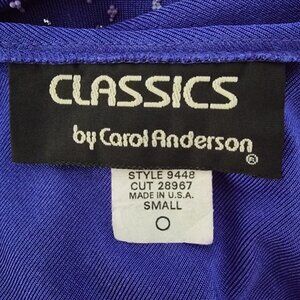 CLASSICS
by Carol Anderson
®
STYLE 9448
CUT 28967
MADE IN U.S.A.
SMALL